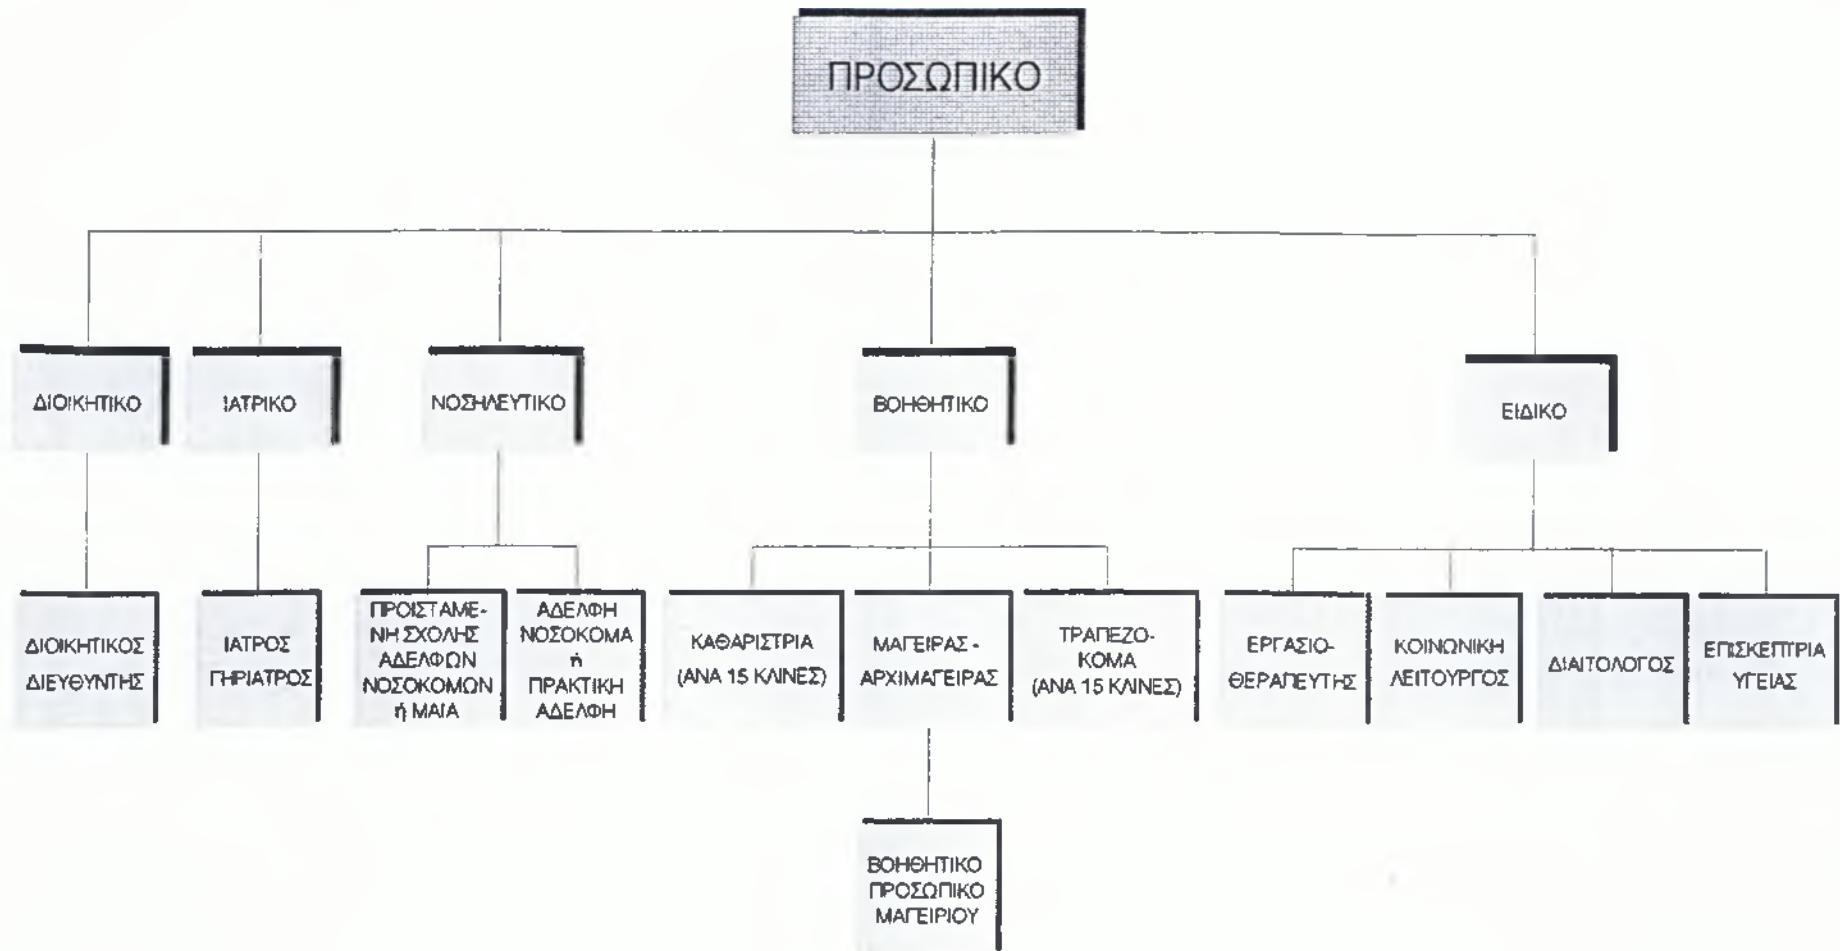 ΠΡΟΣΩΠΙΚΟ
ΔΙΟΙΚΗΤΙΚΟ
ΙΑΤΡΙΚΟ
ΝΟΣΗΛΕΥΤΙΚΟ
ΒΟΗΘΗΤΙΚΟ
ΕΙΔΙΚΟ
ΔΙΟΙΚΗΤΙΚΟΣ
ΔΙΕΥΘΥΝΤΗΣ
ΙΑΤΡΟΣ
ΓΗΡΙΑΤΡΟΣ
ΠΡΟΙΣΤΑΜΕ-
ΝΗ ΣΧΟΛΗΣ
ΑΔΕΛΦΩΝ
ΝΟΣΟΚΟΜΩΝ
ή ΜΑΙΑ
ΑΔΕΛΦΗ
ΝΟΣΟΚΟΜΑ
ή
ΠΡΑΚΤΙΚΗ
ΑΔΕΛΦΗ
ΚΑΘΑΡΙΣΤΡΙΑ
(ΑΝΑ 15 ΚΛΙΝΕΣ)
ΜΑΓΕΙΡΑΣ -
ΑΡΧΙΜΑΓΕΙΡΑΣ
ΤΡΑΠΕΖΟ-
ΚΟΜΑ
(ΑΝΑ 15 ΚΛΙΝΕΣ)
ΕΡΓΑΣΙΟ-
ΘΕΡΑΠΕΥΤΗΣ
ΚΟΙΝΩΝΙΚΗ
ΛΕΙΤΟΥΡΓΟΣ
ΔΙΑΙΤΟΛΟΓΟΣ
ΕΠΙΣΚΕΠΤΡΙΑ
ΥΓΕΙΑΣ
ΒΟΗΘΗΤΙΚΟ
ΠΡΟΣΩΠΙΚΟ
ΜΑΓΕΙΡΙΟΥ